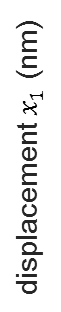 displacement x₁ (nm)